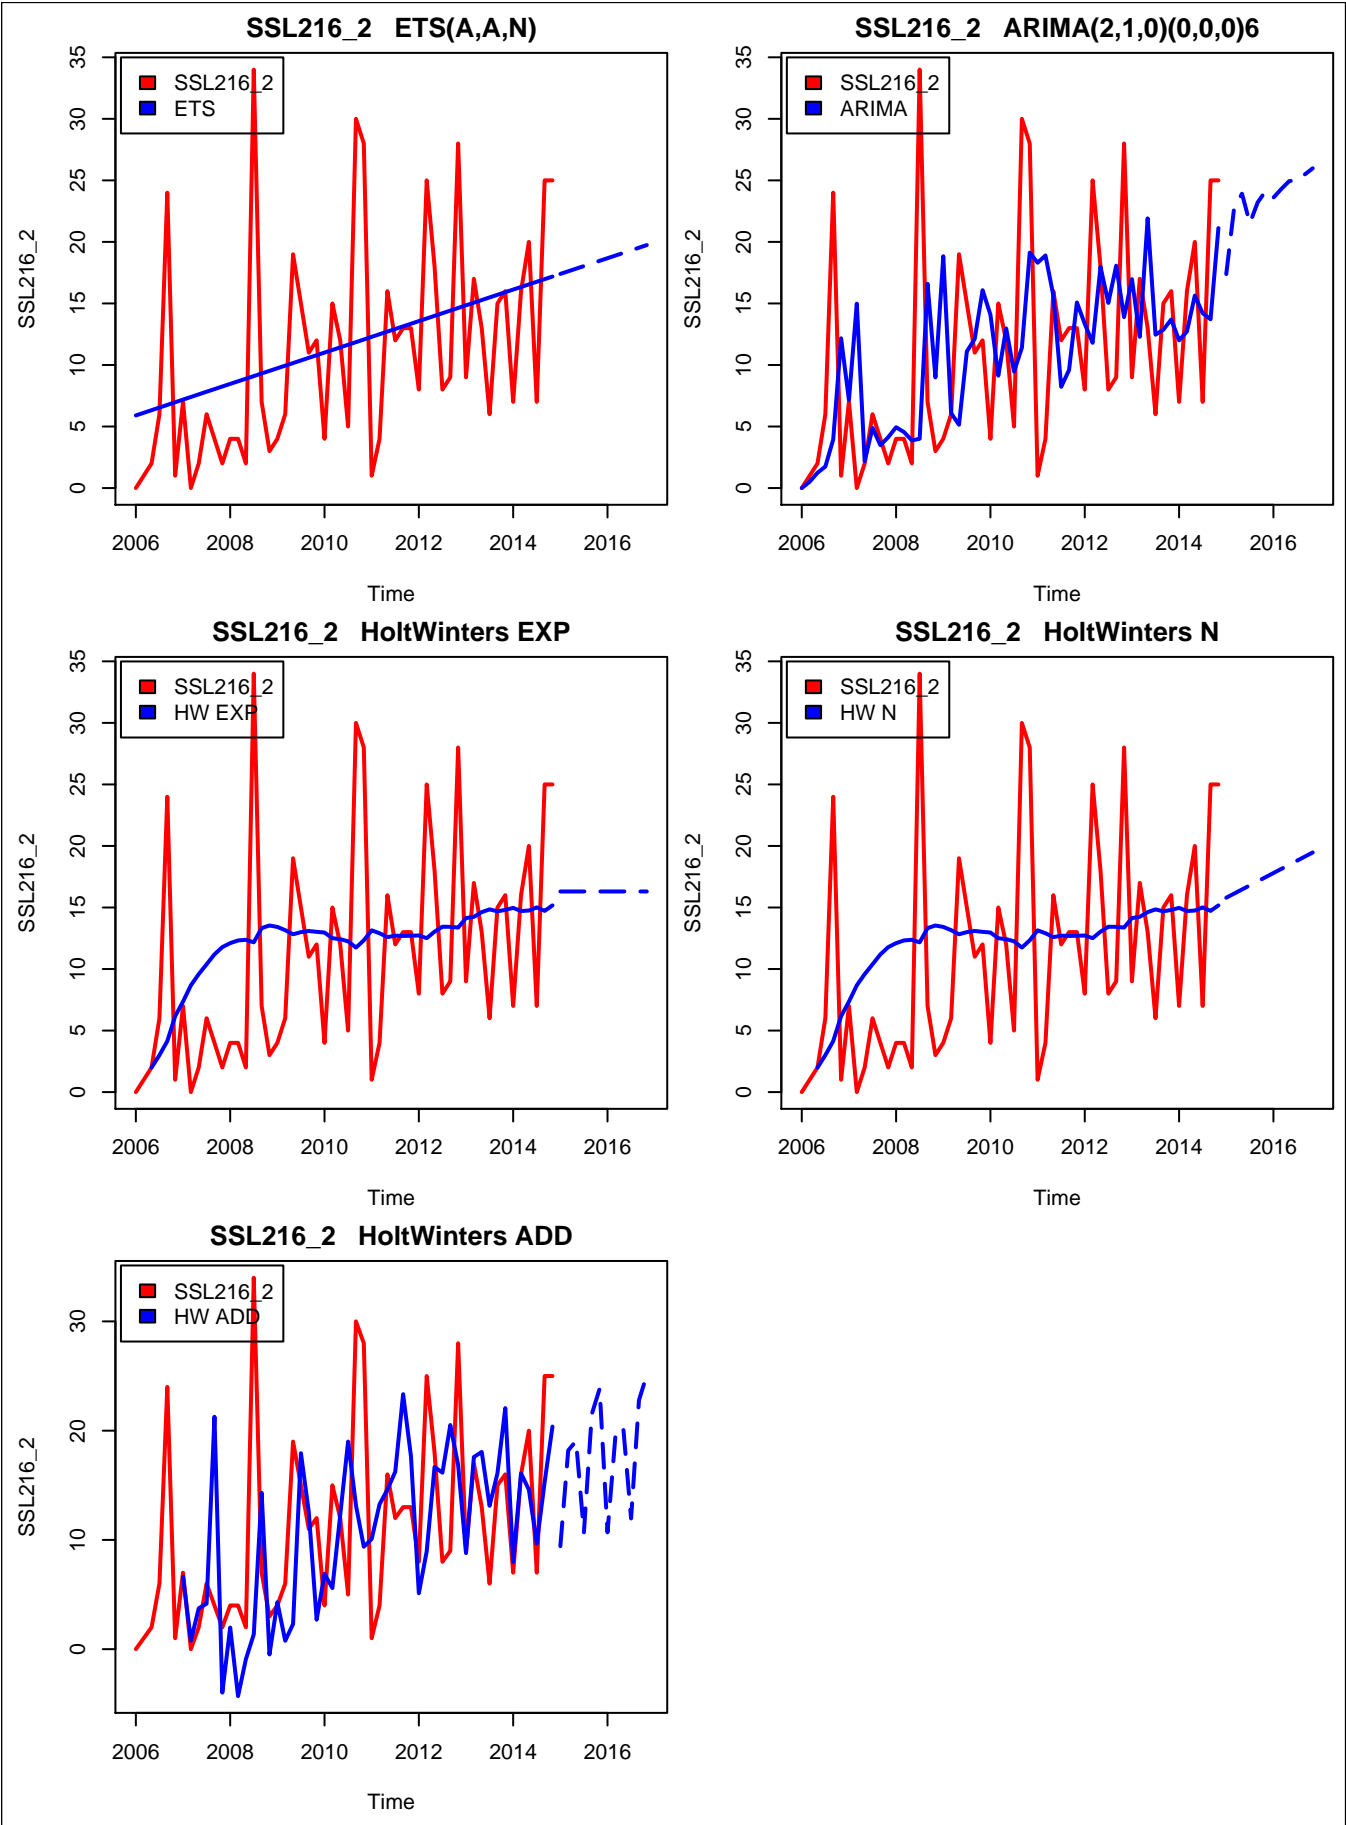 SSL216_2 ETS(A,A,N)
SSL216_2
ETS
35
30
25
20
15
10
5
0
SSL216_2
2006 2008 2010 2012 2014 2016
Time
SSL216_2 ARIMA(2,1,0)(0,0,0)6
SSL216_2
ARIMA
35
30
25
20
15
10
5
0
SSL216_2
2006 2008 2010 2012 2014 2016
Time
SSL216_2 HoltWinters EXP
SSL216_2
HW EXP
35
30
25
20
15
10
5
0
SSL216_2
2006 2008 2010 2012 2014 2016
Time
SSL216_2 HoltWinters N
SSL216_2
HW N
35
30
25
20
15
10
5
0
SSL216_2
2006 2008 2010 2012 2014 2016
Time
SSL216_2 HoltWinters ADD
SSL216_2
HW ADD
30
20
10
0
SSL216_2
2006 2008 2010 2012 2014 2016
Time